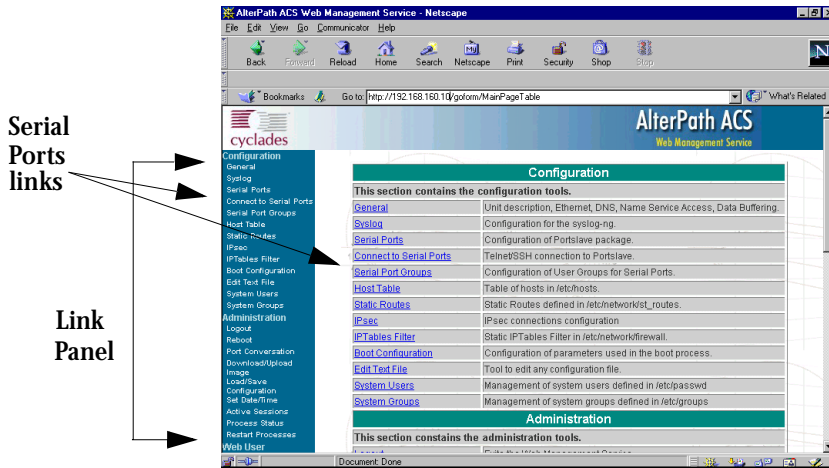 AlterPath ACS Web Management Service - Netscape
File Edit View Go Communicator Help
Back Forward Reload Home Search Netscape Print Security Shop Stop
N
Bookmarks Go to: http://192.168.160.10/goform/MainPageTable What's Related
cyclades
AlterPath ACS
Web Management Service
Serial
Ports
links
Link
Panel
Configuration
General
Syslog
Serial Ports
Connect to Serial Ports
Serial Port Groups
Host Table
Static Routes
IPsec
IPTables Filter
Boot Configuration
Edit Text File
System Users
System Groups
Administration
Logout
Reboot
Port Conversation
Download/Upload
Image
Load/Save
Configuration
Set Date/Time
Active Sessions
Process Status
Restart Processes
Web User
Configuration
This section contains the configuration tools.
General Unit description, Ethernet, DNS, Name Service Access, Data Buffering.
Syslog Configuration for the syslog-ng.
Serial Ports Configuration of Portslave package.
Connect to Serial Ports Telnet/SSH connection to Portslave.
Serial Port Groups Configuration of User Groups for Serial Ports.
Host Table Table of hosts in /etc/hosts.
Static Routes Static Routes defined in /etc/network/st_routes.
IPsec IPsec connections configuration
IPTables Filter Static IPTables Filter in /etc/network/firewall.
Boot Configuration Configuration of parameters used in the boot process.
Edit Text File Tool to edit any configuration file.
System Users Management of system users defined in /etc/passwd
System Groups Management of system groups defined in /etc/groups
Administration
This section constains the administration tools.
Logout Exits the Web Management Service
Document: Done